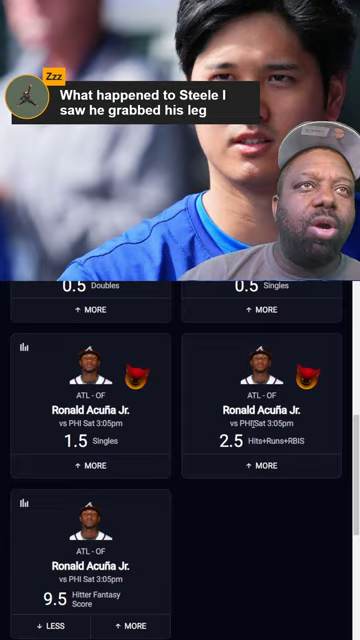 Zzz
What happened to Steele I
saw he grabbed his leg
0.5 Doubles
0.5 Singles
↑ MORE
↑ MORE
ATL - OF
Ronald Acuña Jr.
vs PHI Sat 3:05pm
1.5 Singles
↑ MORE
ATL - OF
Ronald Acuña Jr.
vs PHI Sat 3:05pm
2.5 Hits+Runs+RBIS
↑ MORE
ATL - OF
Ronald Acuña Jr.
vs PHI Sat 3:05pm
9.5 Hitter Fantasy
Score
↓ LESS
↑ MORE